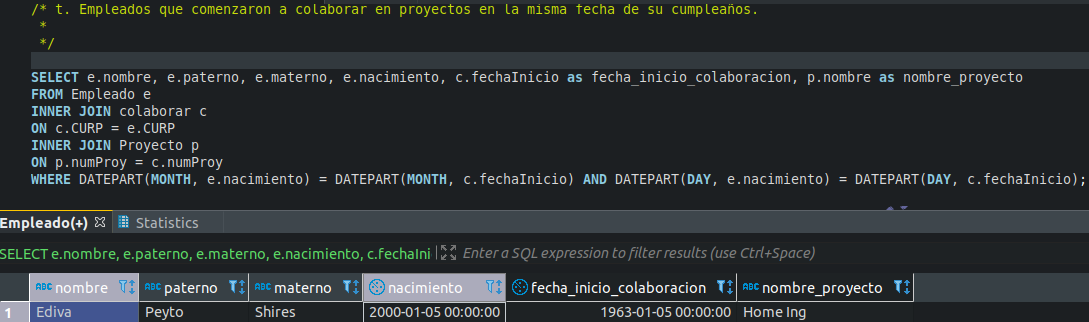 /* t. Empleados que comenzaron a colaborar en proyectos en la misma fecha de su cumpleaños.
*
*/
SELECT e.nombre, e.paterno, e.materno, e.nacimiento, c.fechaInicio as fecha_inicio_colaboracion, p.nombre as nombre_proyecto
FROM Empleado e
INNER JOIN colaborar c
ON c.CURP = e.CURP
INNER JOIN Proyecto p
ON p.numProy = c.numProy
WHERE DATEPART(MONTH, e.nacimiento) = DATEPART(MONTH, c.fechaInicio) AND DATEPART(DAY, e.nacimiento) = DATEPART(DAY, c.fechaInicio);
Empleado(+) Statistics
SELECT e.nombre, e.paterno, e.materno, e.nacimiento, c.fechaIni Enter a SQL expression to filter results (use Ctrl+Space)
ABC nombre ABC paterno ABC materno nacimiento fecha_inicio_colaboracion ABC nombre_proyecto
1 Ediva Peyto Shires 2000-01-05 00:00:00 1963-01-05 00:00:00 Home Ing